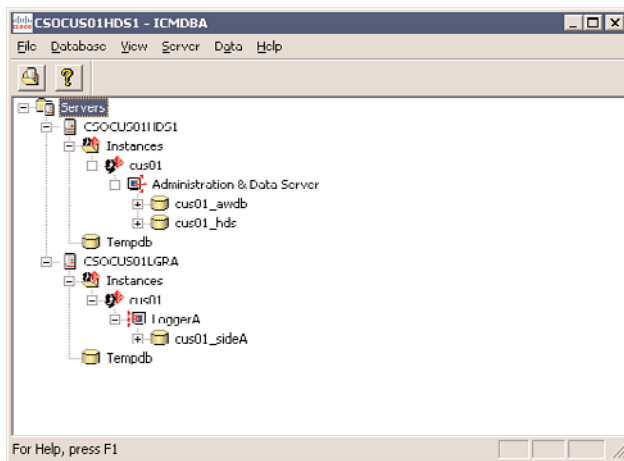 CSOCUS01HDS1 - ICMDBA
File Database View Server Data Help
Servers
CSOCUS01HDS1
Instances
cus01
Administration & Data Server
cus01_awdb
cus01_hds
Tempdb
CSOCUS01LGRA
Instances
cus01
LoggerA
cus01_sideA
Tempdb
For Help, press F1